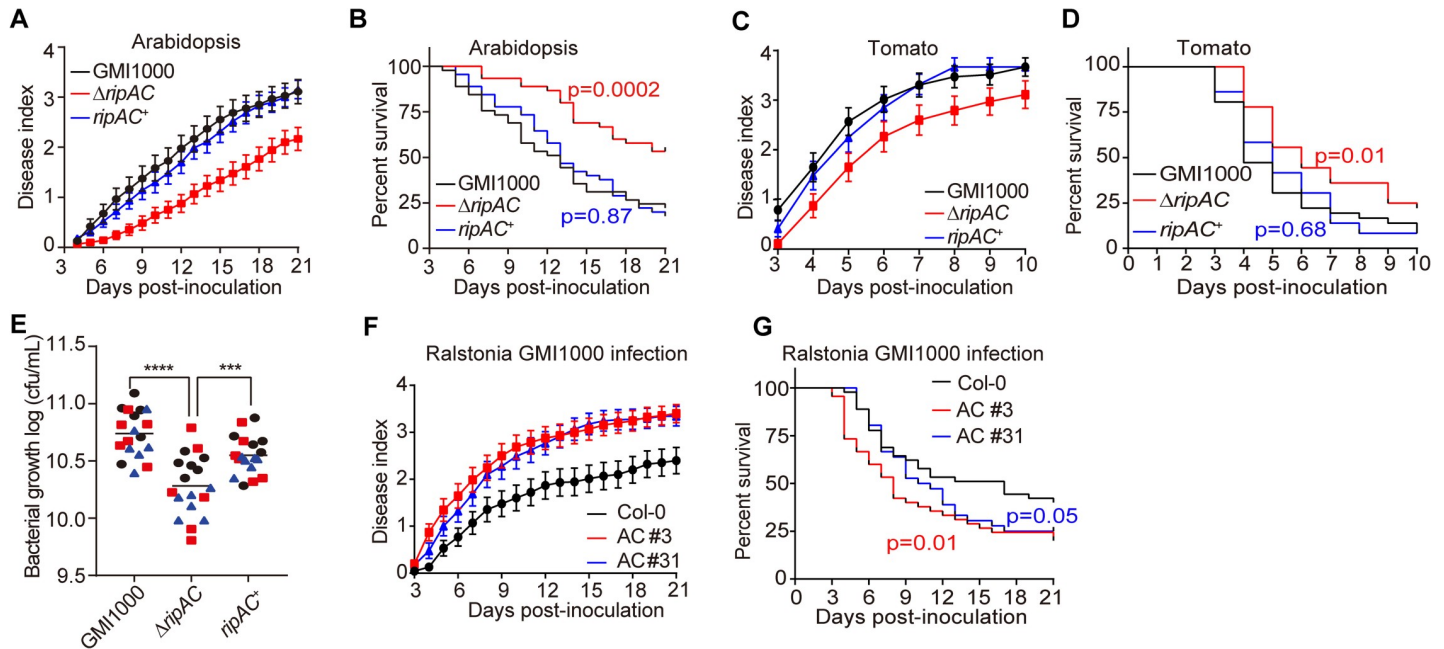 A
Arabidopsis
Disease index
4
3
2
1
0
GMI1000
ΔripAC
ripAC+
3 6 9 12 15 18 21
Days post-inoculation
B
Arabidopsis
Percent survival
100
75
50
25
0
p=0.0002
GMI1000
ΔripAC
ripAC+
p=0.87
0 3 6 9 12 15 18 21
Days post-inoculation
C
Tomato
Disease index
4
3
2
1
0
GMI1000
ΔripAC
ripAC+
3 4 5 6 7 8 9 10
Days post-inoculation
D
Tomato
Percent survival
100
50
0
p=0.01
GMI1000
ΔripAC
ripAC+
p=0.68
0 1 2 3 4 5 6 7 8 9 10
Days post-inoculation
E
Bacterial growth log (cfu/mL)
11.5
11.0
10.5
10.0
9.5
**** ***
GMI1000 ΔripAC ripAC+
F
Ralstonia GMI1000 infection
Disease index
4
3
2
1
0
Col-0
AC #3
AC #31
3 6 9 12 15 18 21
Days post-inoculation
G
Ralstonia GMI1000 infection
Percent survival
100
75
50
25
0
Col-0
AC #3
AC #31
p=0.05
p=0.01
0 3 6 9 12 15 18 21
Days post-inoculation